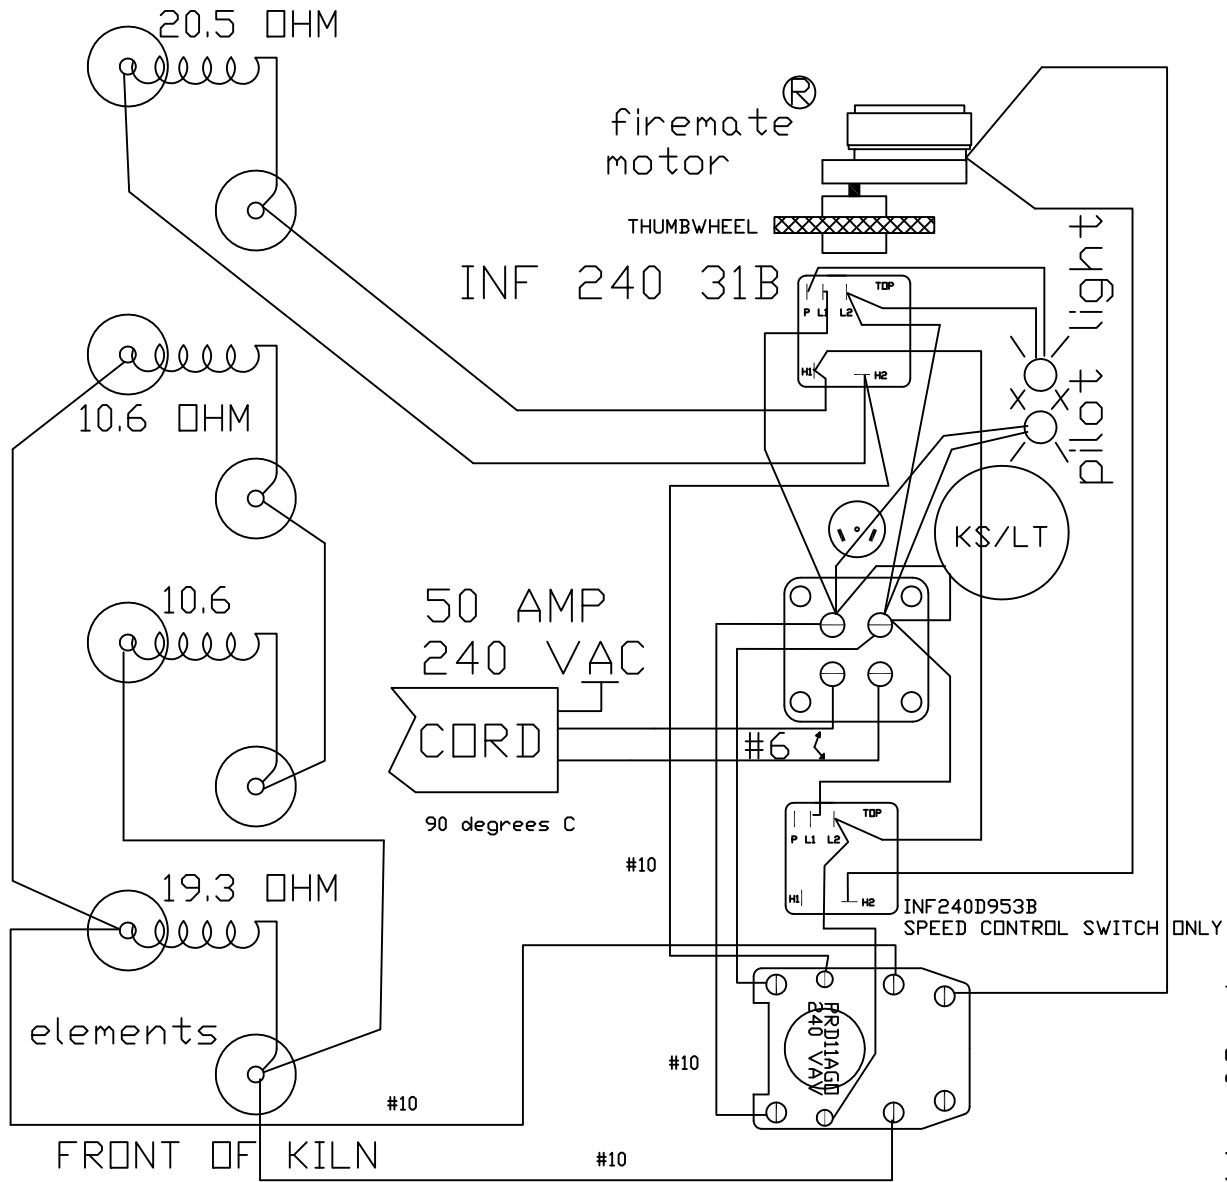 20.5 OHM
®
firemate
motor
THUMBWHEEL
INF 240 31B
TOP
P L1 L2
H1 H2
pilot light
10.6 OHM
KS/LT
10.6
50 AMP
240 VAC
CORD
#6
90 degrees C
TOP
P L1 L2
#10
H1 H2
19.3 OHM
INF240D953B
SPEED CONTROL SWITCH ONLY
elements
PRD11AG0
240 VAV
#10
#10
FRONT OF KILN
#10